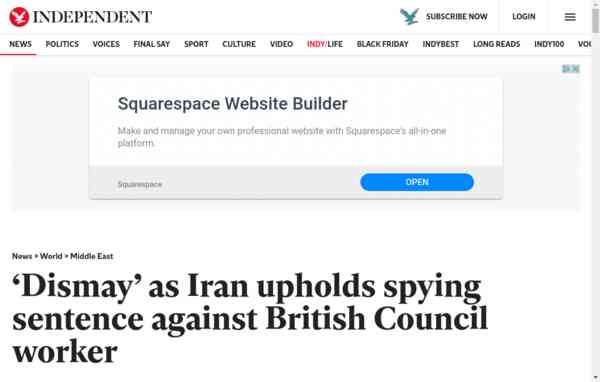 INDEPENDENT
SUBSCRIBE NOW
LOGIN
NEWS POLITICS VOICES FINAL SAY SPORT CULTURE VIDEO INDY/LIFE BLACK FRIDAY INDYBEST LONG READS INDY100 VOU
Squarespace Website Builder
Make and manage your own professional website with Squarespace's all-in-one
platform.
Squarespace
OPEN
News > World > Middle East
‘Dismay’ as Iran upholds spying
sentence against British Council
worker